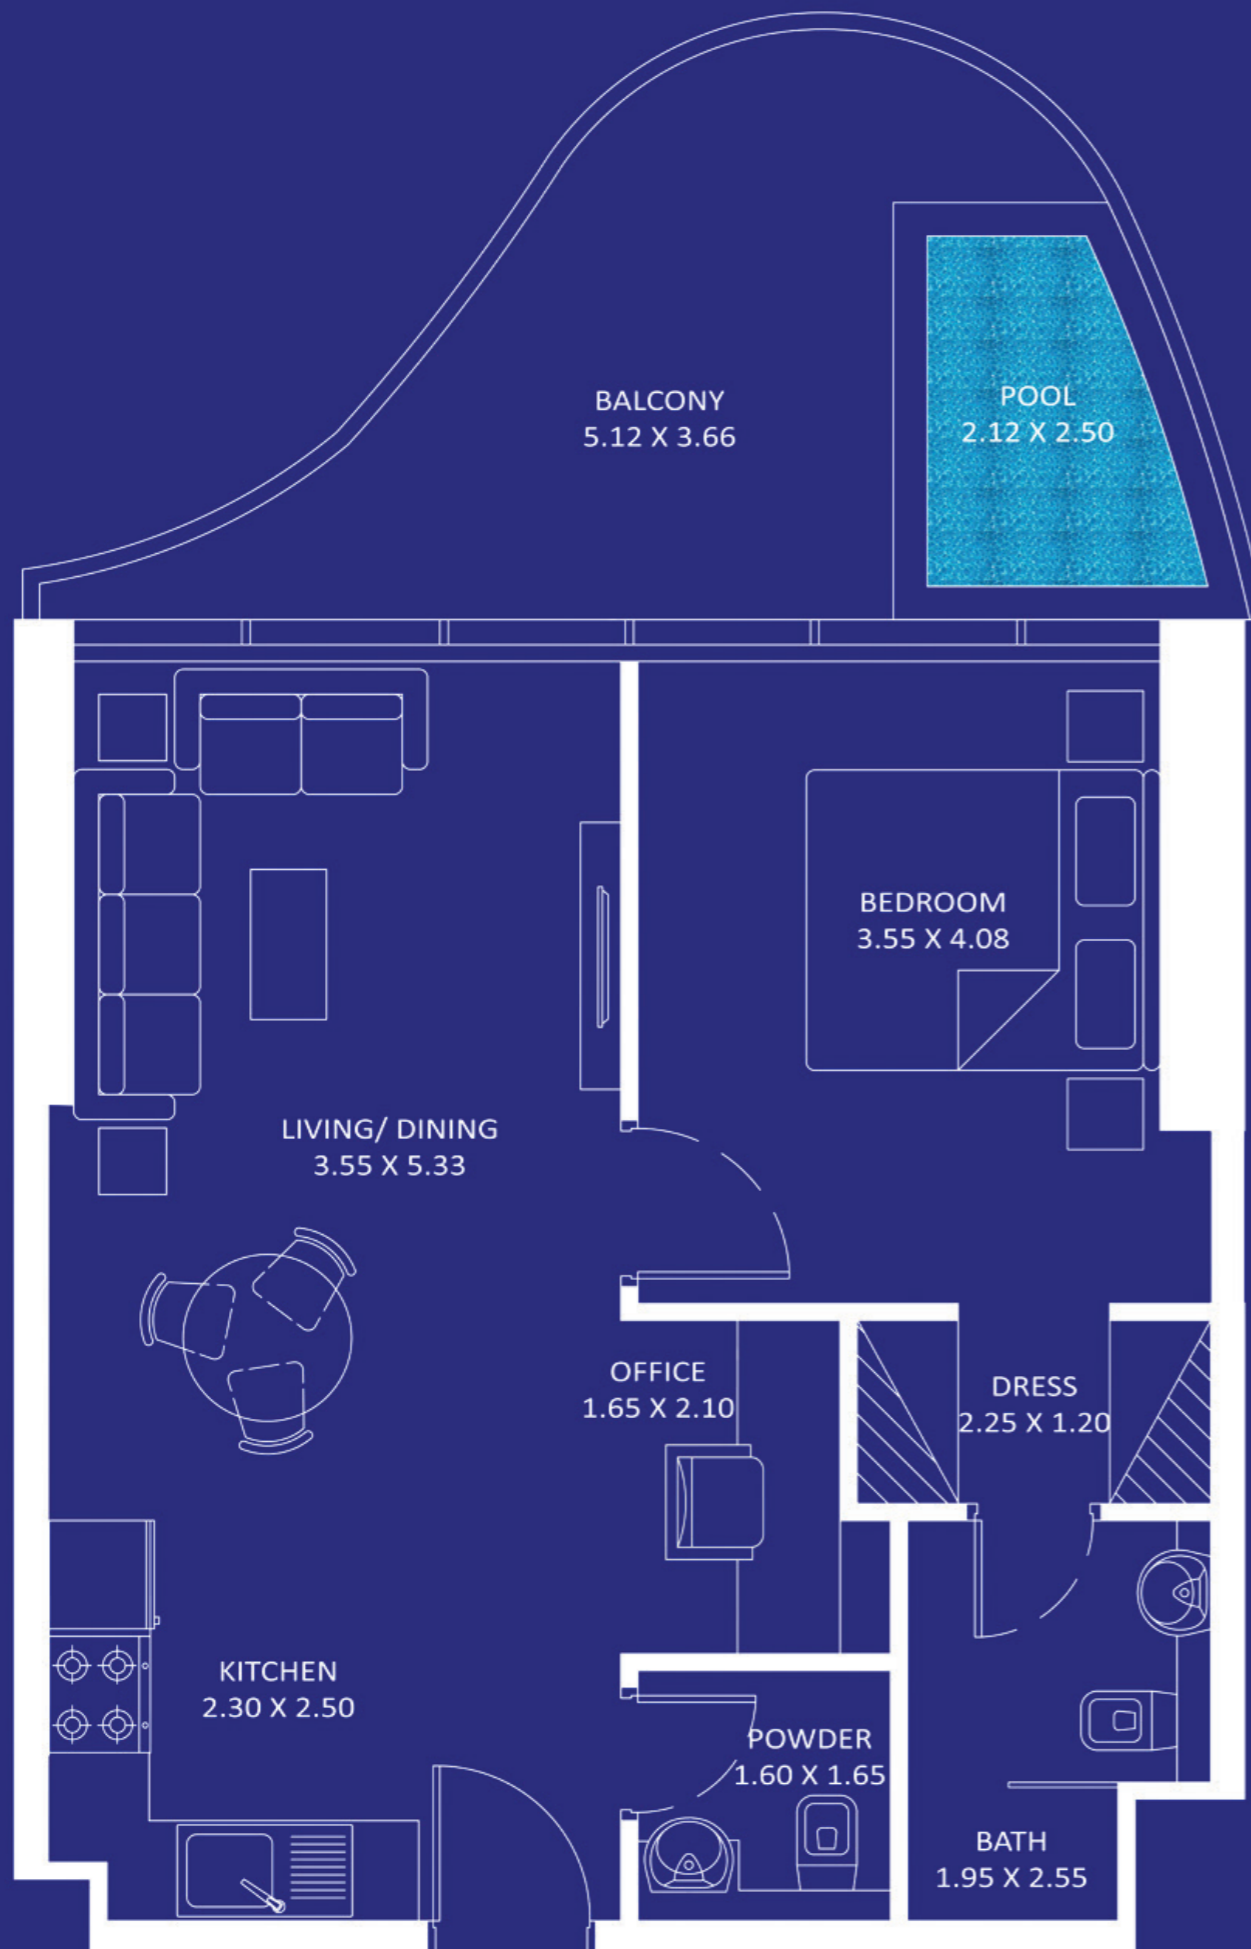 BALCONY
5.12 X 3.66
POOL
2.12 X 2.50
BEDROOM
3.55 X 4.08
LIVING/ DINING
3.55 X 5.33
OFFICE
1.65 X 2.10
DRESS
2.25 X 1.20
KITCHEN
2.30 X 2.50
POWDER
1.60 X 1.65
BATH
1.95 X 2.55